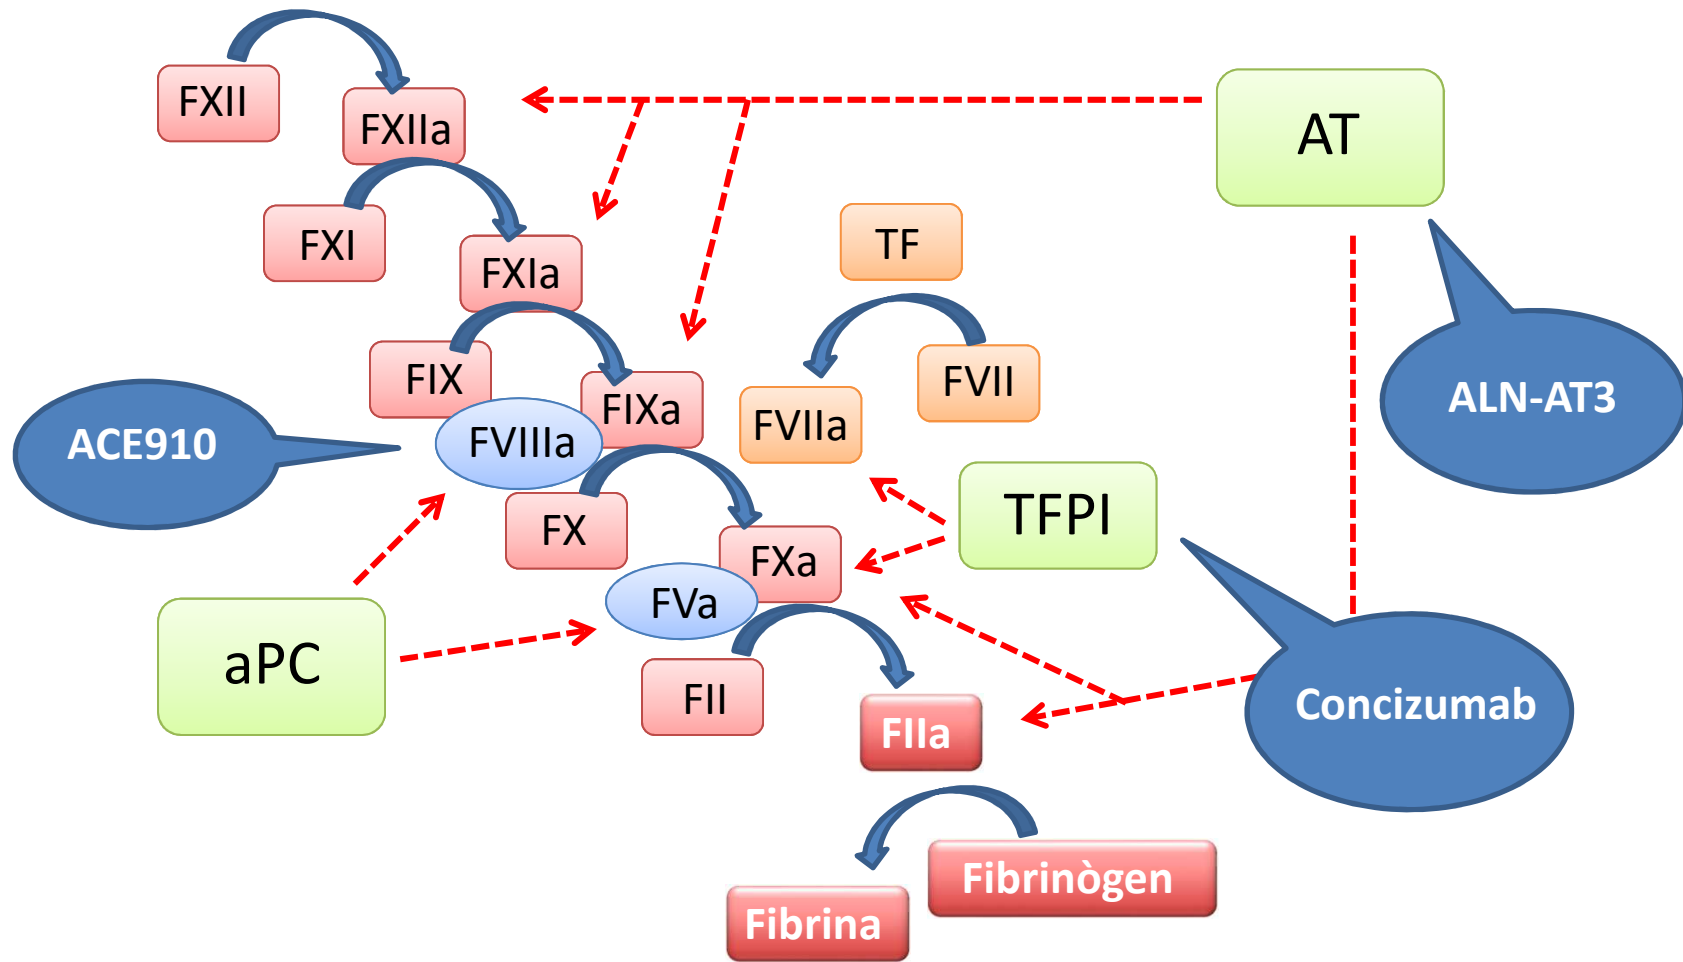 FXII
FXIIa
AT
FXI
FXIa
TF
FIX
FIXa
FVII
FVIIa
ALN-AT3
ACE910
FVIIIa
FX
FXa
TFPI
FVa
aPC
FII
FIIa
Concizumab
Fibrinògen
Fibrina